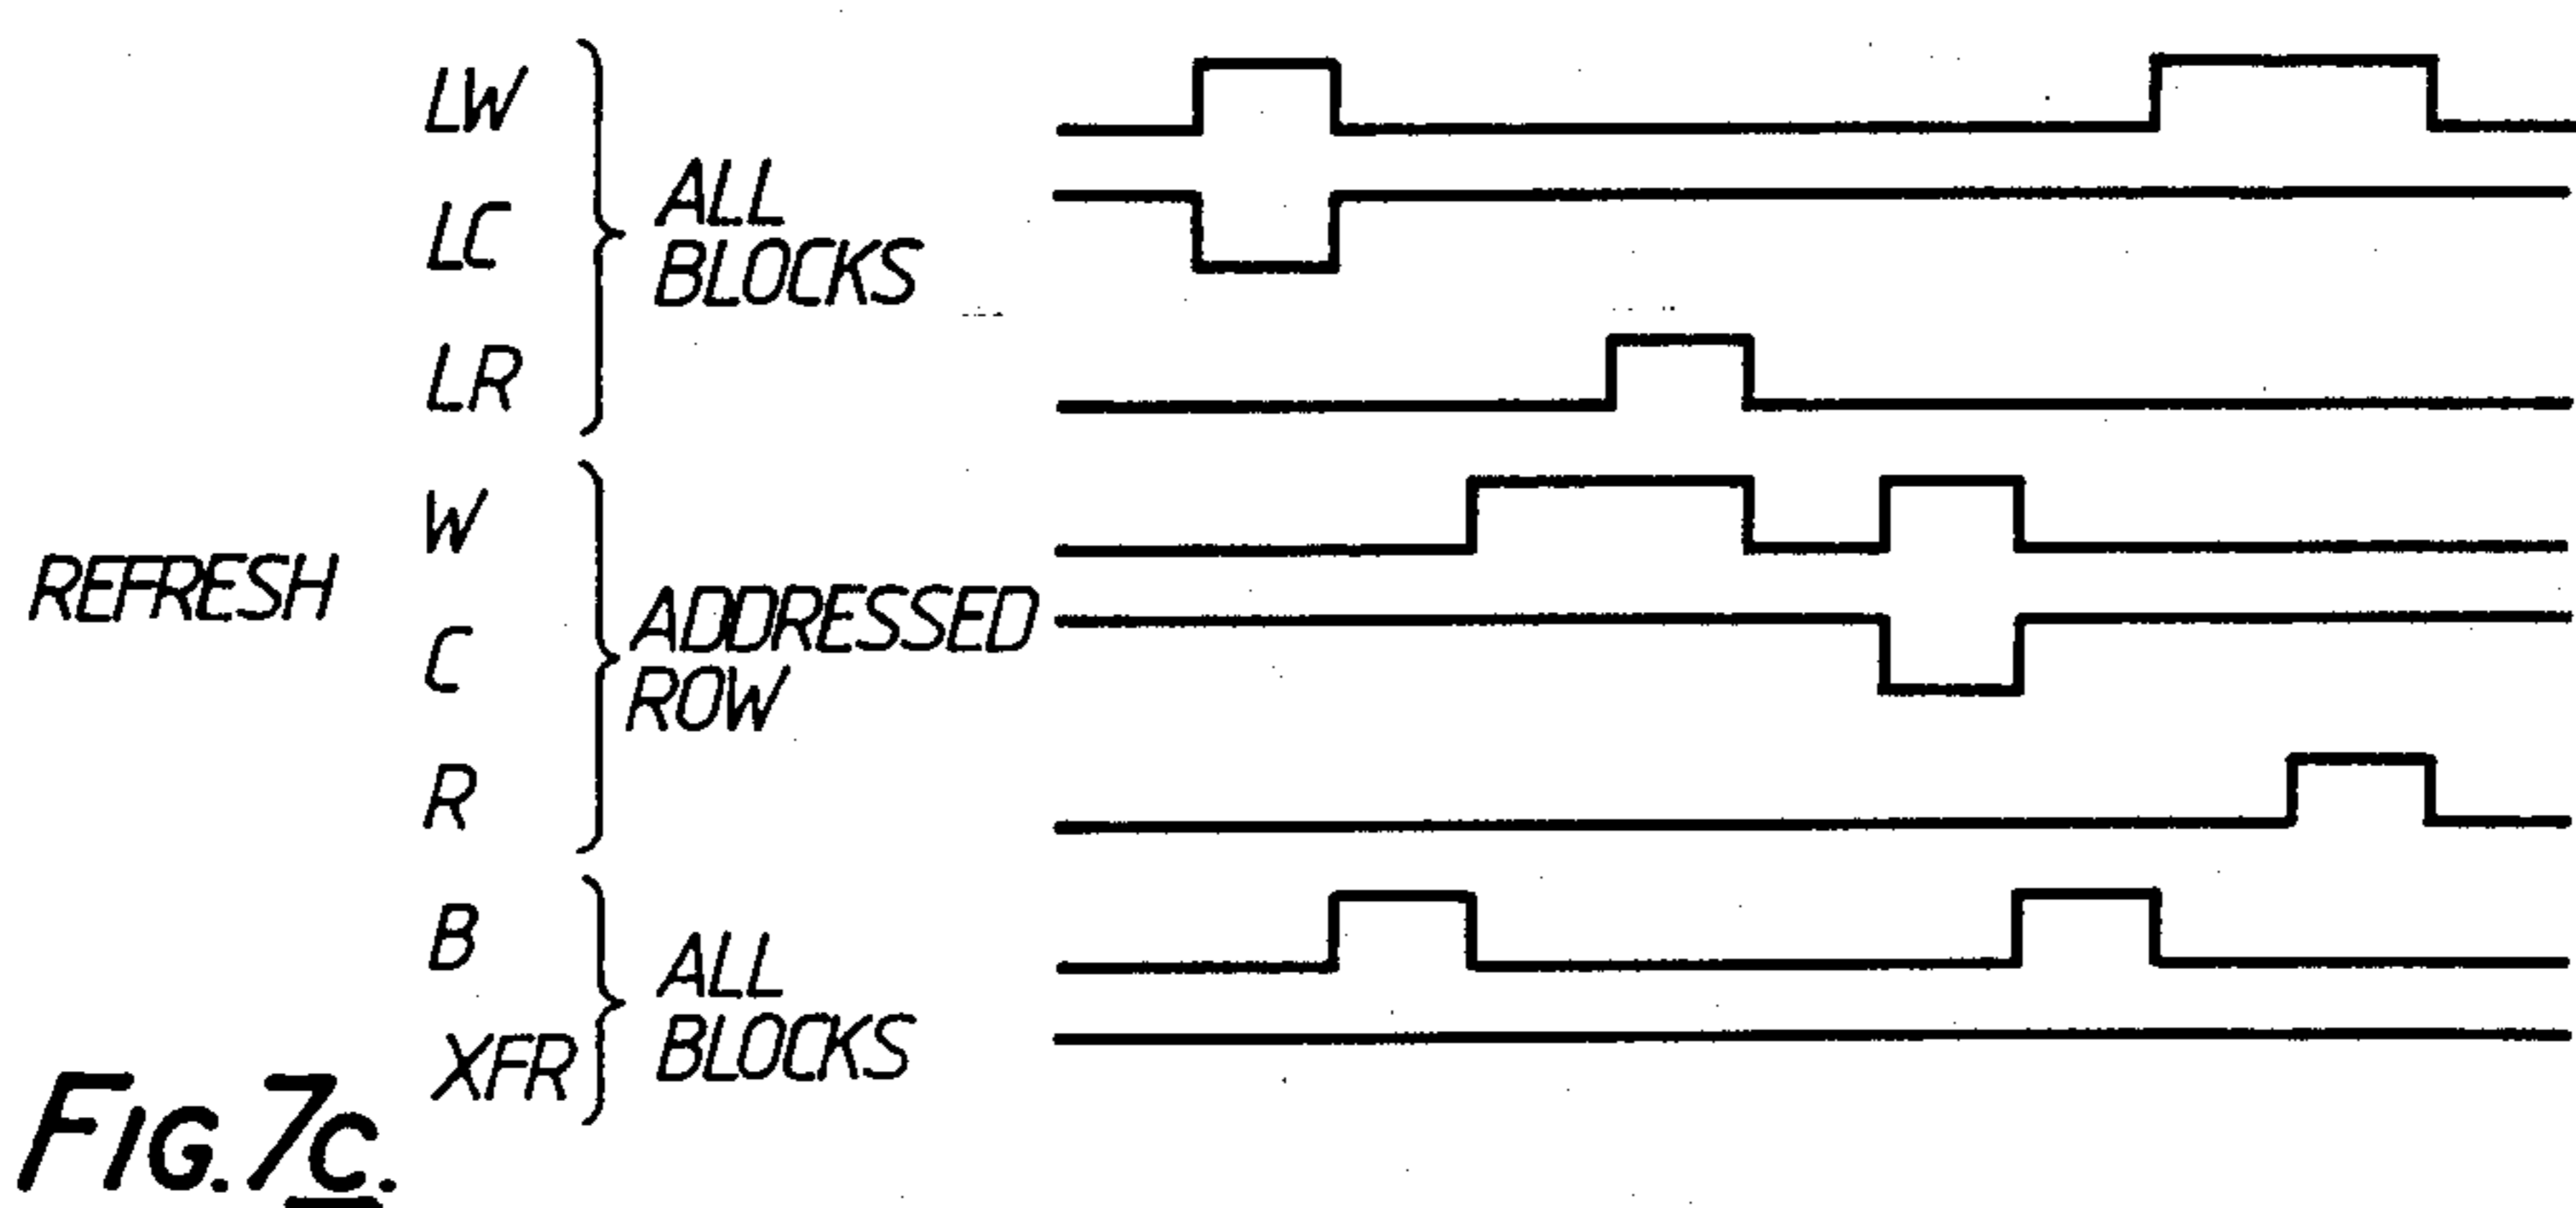 LW
LC
LR
ALL
BLOCKS
REFRESH
W
C
R
ADDRESSED
ROW
B
XFR
ALL
BLOCKS
FIG. 7c.